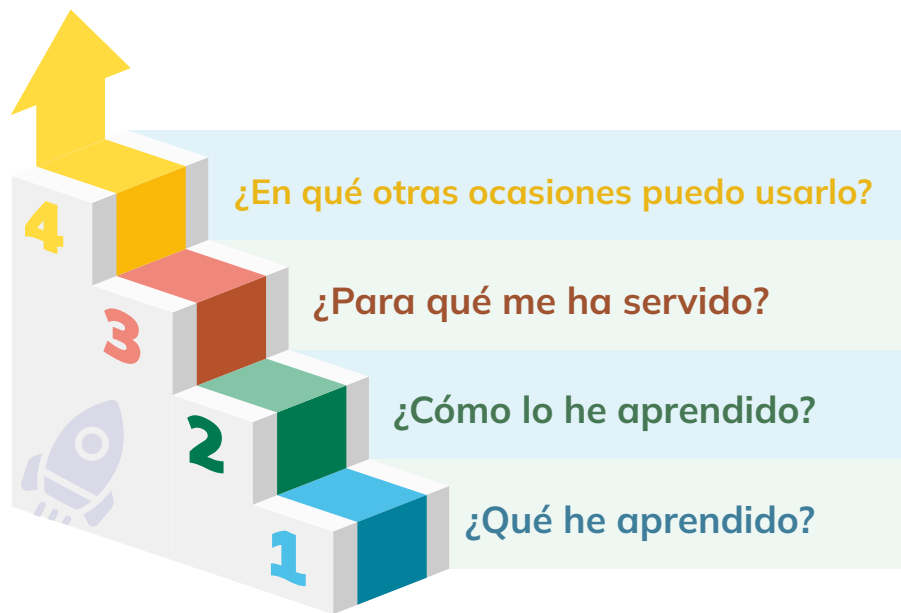 4 ¿En qué otras ocasiones puedo usarlo?
3 ¿Para qué me ha servido?
2 ¿Cómo lo he aprendido?
1 ¿Qué he aprendido?